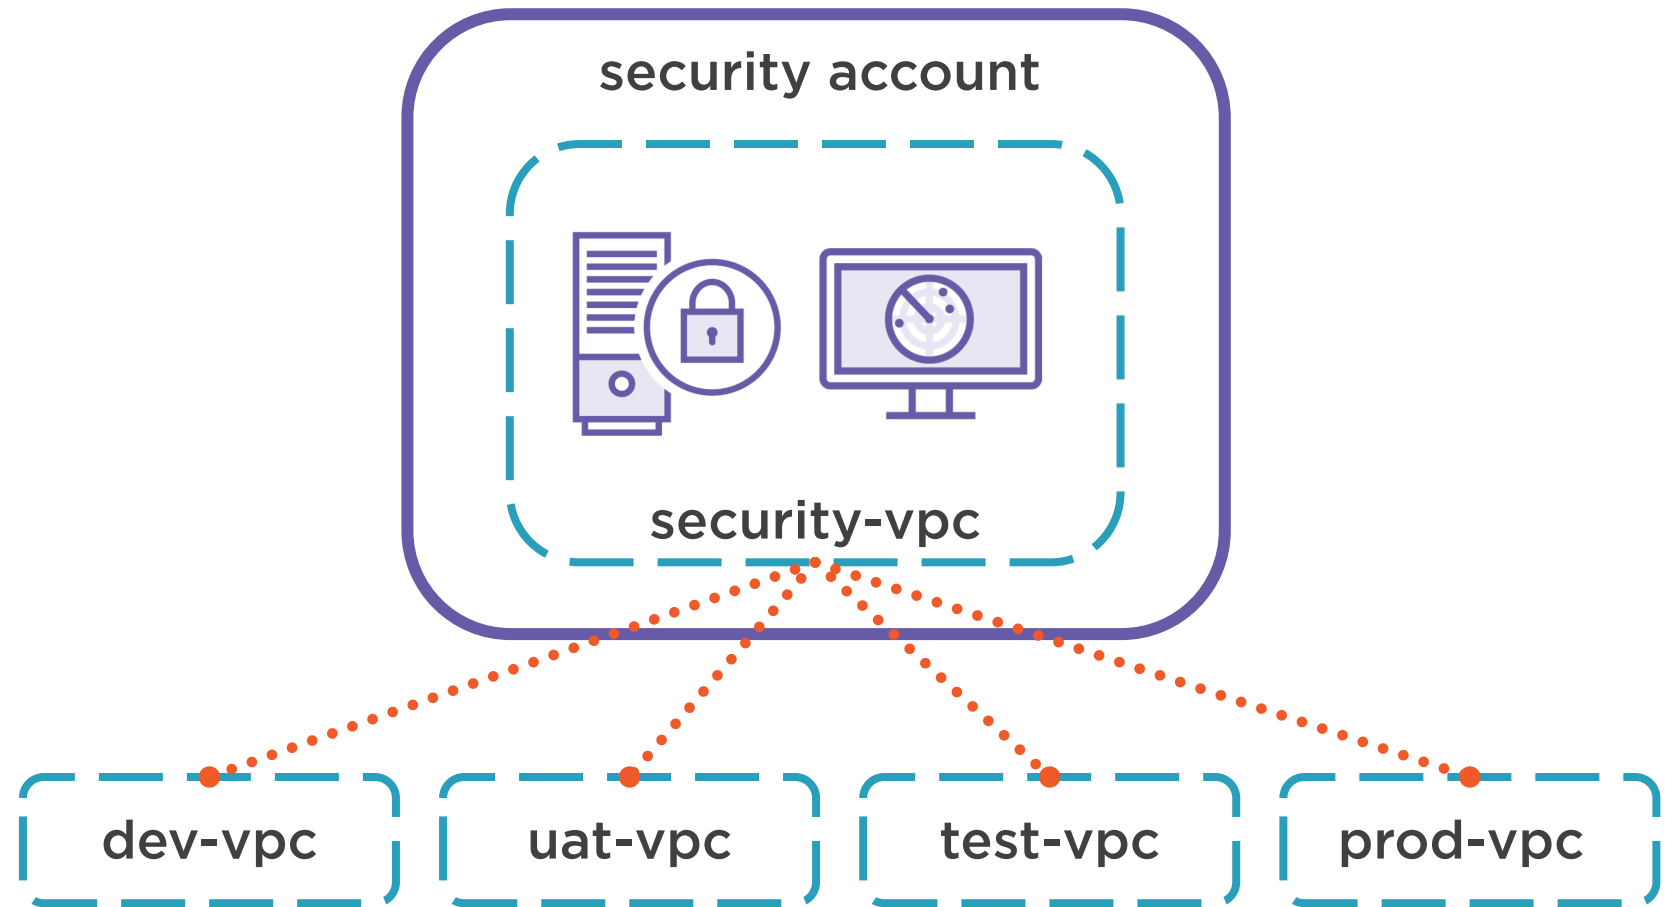 security account
security-vpc
dev-vpc
uat-vpc
test-vpc
prod-vpc